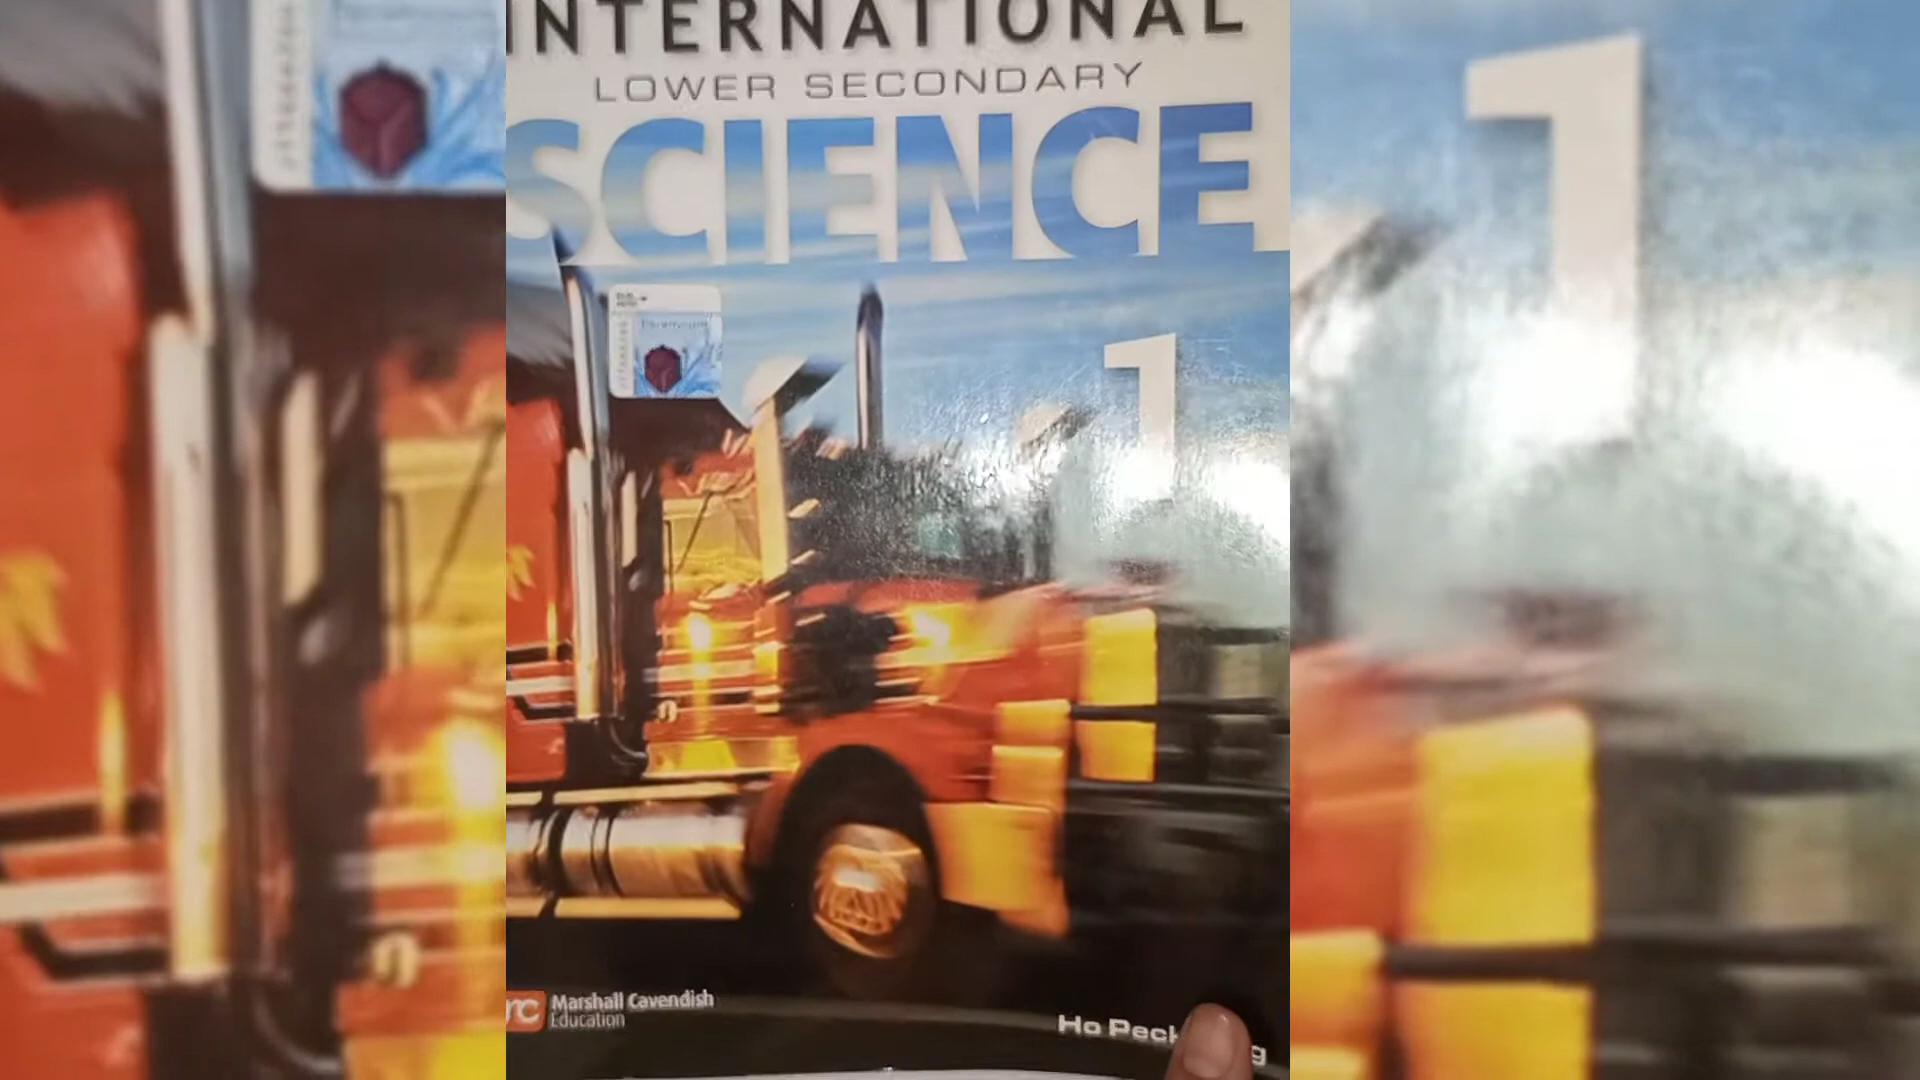 INTERNATIONAL
LOWER SECONDARY
SCIENCE
1
Marshall Cavendish
Education
Ho Peck